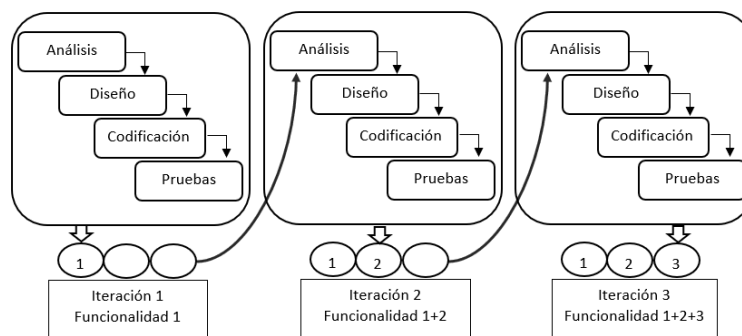 Análisis
Diseño
Codificación
Pruebas
1
Iteración 1
Funcionalidad 1
Análisis
Diseño
Codificación
Pruebas
1
2
Iteración 2
Funcionalidad 1+2
Análisis
Diseño
Codificación
Pruebas
1
2
3
Iteración 3
Funcionalidad 1+2+3